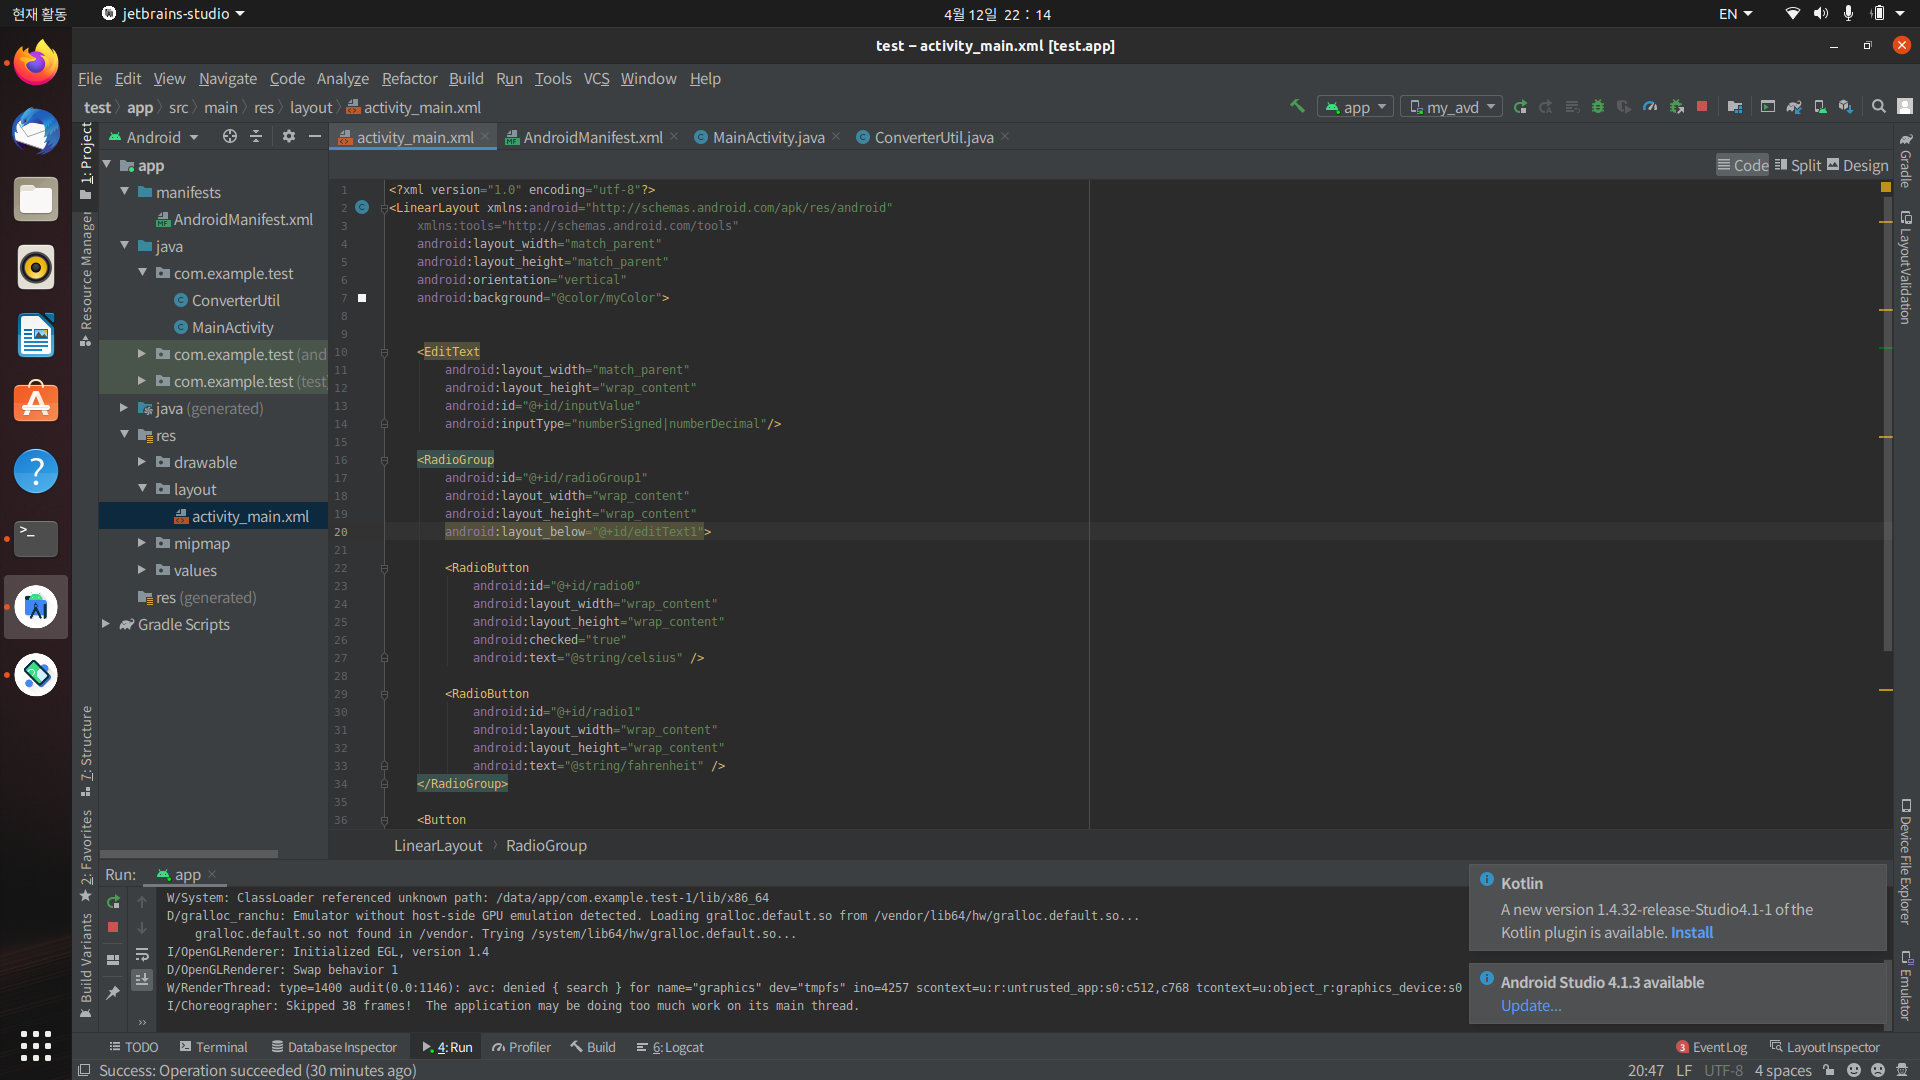 현재 활동
jetbrains-studio
4월 12일 22 : 14
EN
test – activity_main.xml [test.app]
File Edit View Navigate Code Analyze Refactor Build Run Tools VCS Window Help
test app src main res layout activity_main.xml
app
my_avd
Android
activity_main.xml
AndroidManifest.xml
MainActivity.java
ConverterUtil.java
Code Split Design
1: Project
Resource Manager
7: Structure
2: Favorites
Build Variants
app
manifests
AndroidManifest.xml
java
com.example.test
ConverterUtil
MainActivity
com.example.test (and
com.example.test (test
java (generated)
res
drawable
layout
activity_main.xml
mipmap
values
res (generated)
Gradle Scripts
1 <?xml version="1.0" encoding="utf-8"?>
2 <LinearLayout xmlns:android="http://schemas.android.com/apk/res/android"
3 xmlns:tools="http://schemas.android.com/tools"
4 android:layout_width="match_parent"
5 android:layout_height="match_parent"
6 android:orientation="vertical"
7 android:background="@color/myColor">
8
9
10 <EditText
11 android:layout_width="match_parent"
12 android:layout_height="wrap_content"
13 android:id="@+id/inputValue"
14 android:inputType="numberSigned|numberDecimal"/>
15
16 <RadioGroup
17 android:id="@+id/radioGroup1"
18 android:layout_width="wrap_content"
19 android:layout_height="wrap_content"
20 android:layout_below="@+id/editText1">
21
22 <RadioButton
23 android:id="@+id/radio0"
24 android:layout_width="wrap_content"
25 android:layout_height="wrap_content"
26 android:checked="true"
27 android:text="@string/celsius" />
28
29 <RadioButton
30 android:id="@+id/radio1"
31 android:layout_width="wrap_content"
32 android:layout_height="wrap_content"
33 android:text="@string/fahrenheit" />
34 </RadioGroup>
35
36 <Button
LinearLayout RadioGroup
Gradle
Layout Validation
Device File Explorer
Emulator
Run: app
W/System: ClassLoader referenced unknown path: /data/app/com.example.test-1/lib/x86_64
D/gralloc_ranchu: Emulator without host-side GPU emulation detected. Loading gralloc.default.so from /vendor/lib64/hw/gralloc.default.so...
gralloc.default.so not found in /vendor. Trying /system/lib64/hw/gralloc.default.so...
I/OpenGLRenderer: Initialized EGL, version 1.4
D/OpenGLRenderer: Swap behavior 1
W/RenderThread: type=1400 audit(0.0:1146): avc: denied { search } for name="graphics" dev="tmpfs" ino=4257 scontext=u:r:untrusted_app:s0:c512,c768 tcontext=u:object_r:graphics_device:s0
I/Choreographer: Skipped 38 frames! The application may be doing too much work on its main thread.
Kotlin
A new version 1.4.32-release-Studio4.1-1 of the
Kotlin plugin is available. Install
Android Studio 4.1.3 available
Update...
TODO Terminal Database Inspector 4: Run Profiler Build 6: Logcat
3 Event Log Layout Inspector
Success: Operation succeeded (30 minutes ago)
20:47 LF UTF-8 4 spaces